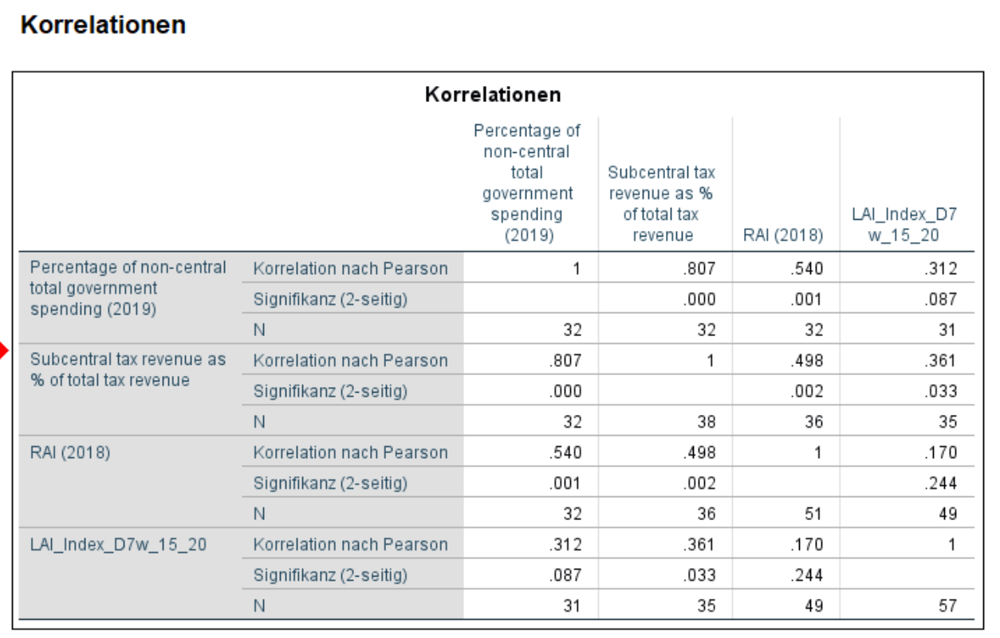 Korrelationen
Korrelationen
Percentage of
non-central
total
government
spending
(2019)
Subcentral tax
revenue as %
of total tax
revenue
RAI (2018)
LAI_Index_D7
w_15_20
Percentage of non-central
total government
spending (2019)
Korrelation nach Pearson 1 .807 .540 .312
Signifikanz (2-seitig) .000 .001 .087
N 32 32 32 31
Subcentral tax revenue as
% of total tax revenue
Korrelation nach Pearson .807 1 .498 .361
Signifikanz (2-seitig) .000 .002 .033
N 32 38 36 35
RAI (2018) Korrelation nach Pearson .540 .498 1 .170
Signifikanz (2-seitig) .001 .002 .244
N 32 36 51 49
LAI_Index_D7w_15_20 Korrelation nach Pearson .312 .361 .170 1
Signifikanz (2-seitig) .087 .033 .244
N 31 35 49 57